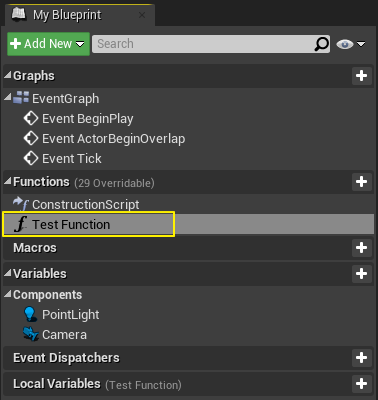 My Blueprint
Add New
Search
Graphs
EventGraph
Event BeginPlay
Event ActorBeginOverlap
Event Tick
Functions (29 Overridable)
ConstructionScript
Test Function
Macros
Variables
Components
PointLight
Camera
Event Dispatchers
Local Variables (Test Function)